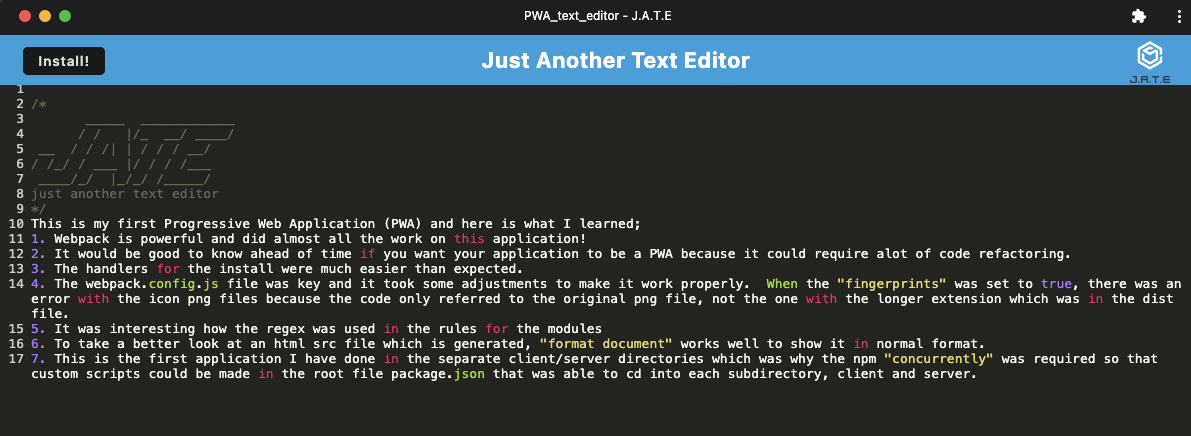 PWA_text_editor - J.A.T.E
Install!
Just Another Text Editor
J.A.T.E
1
2 /*
3        _____  ____________
4       / /   |/_  __/ ____/
5  __  / / /| | / / / __/
6 / /_/ / ___ |/ / / /___
7  ____/_/  |_/_/ /_____/
8 just another text editor
9 */
10 This is my first Progressive Web Application (PWA) and here is what I learned;
11 1. Webpack is powerful and did almost all the work on this application!
12 2. It would be good to know ahead of time if you want your application to be a PWA because it could require alot of code refactoring.
13 3. The handlers for the install were much easier than expected.
14 4. The webpack.config.js file was key and it took some adjustments to make it work properly.  When the "fingerprints" was set to true, there was an
error with the icon png files because the code only referred to the original png file, not the one with the longer extension which was in the dist
file.
15 5. It was interesting how the regex was used in the rules for the modules
16 6. To take a better look at an html src file which is generated, "format document" works well to show it in normal format.
17 7. This is the first application I have done in the separate client/server directories which was why the npm "concurrently" was required so that
custom scripts could be made in the root file package.json that was able to cd into each subdirectory, client and server.